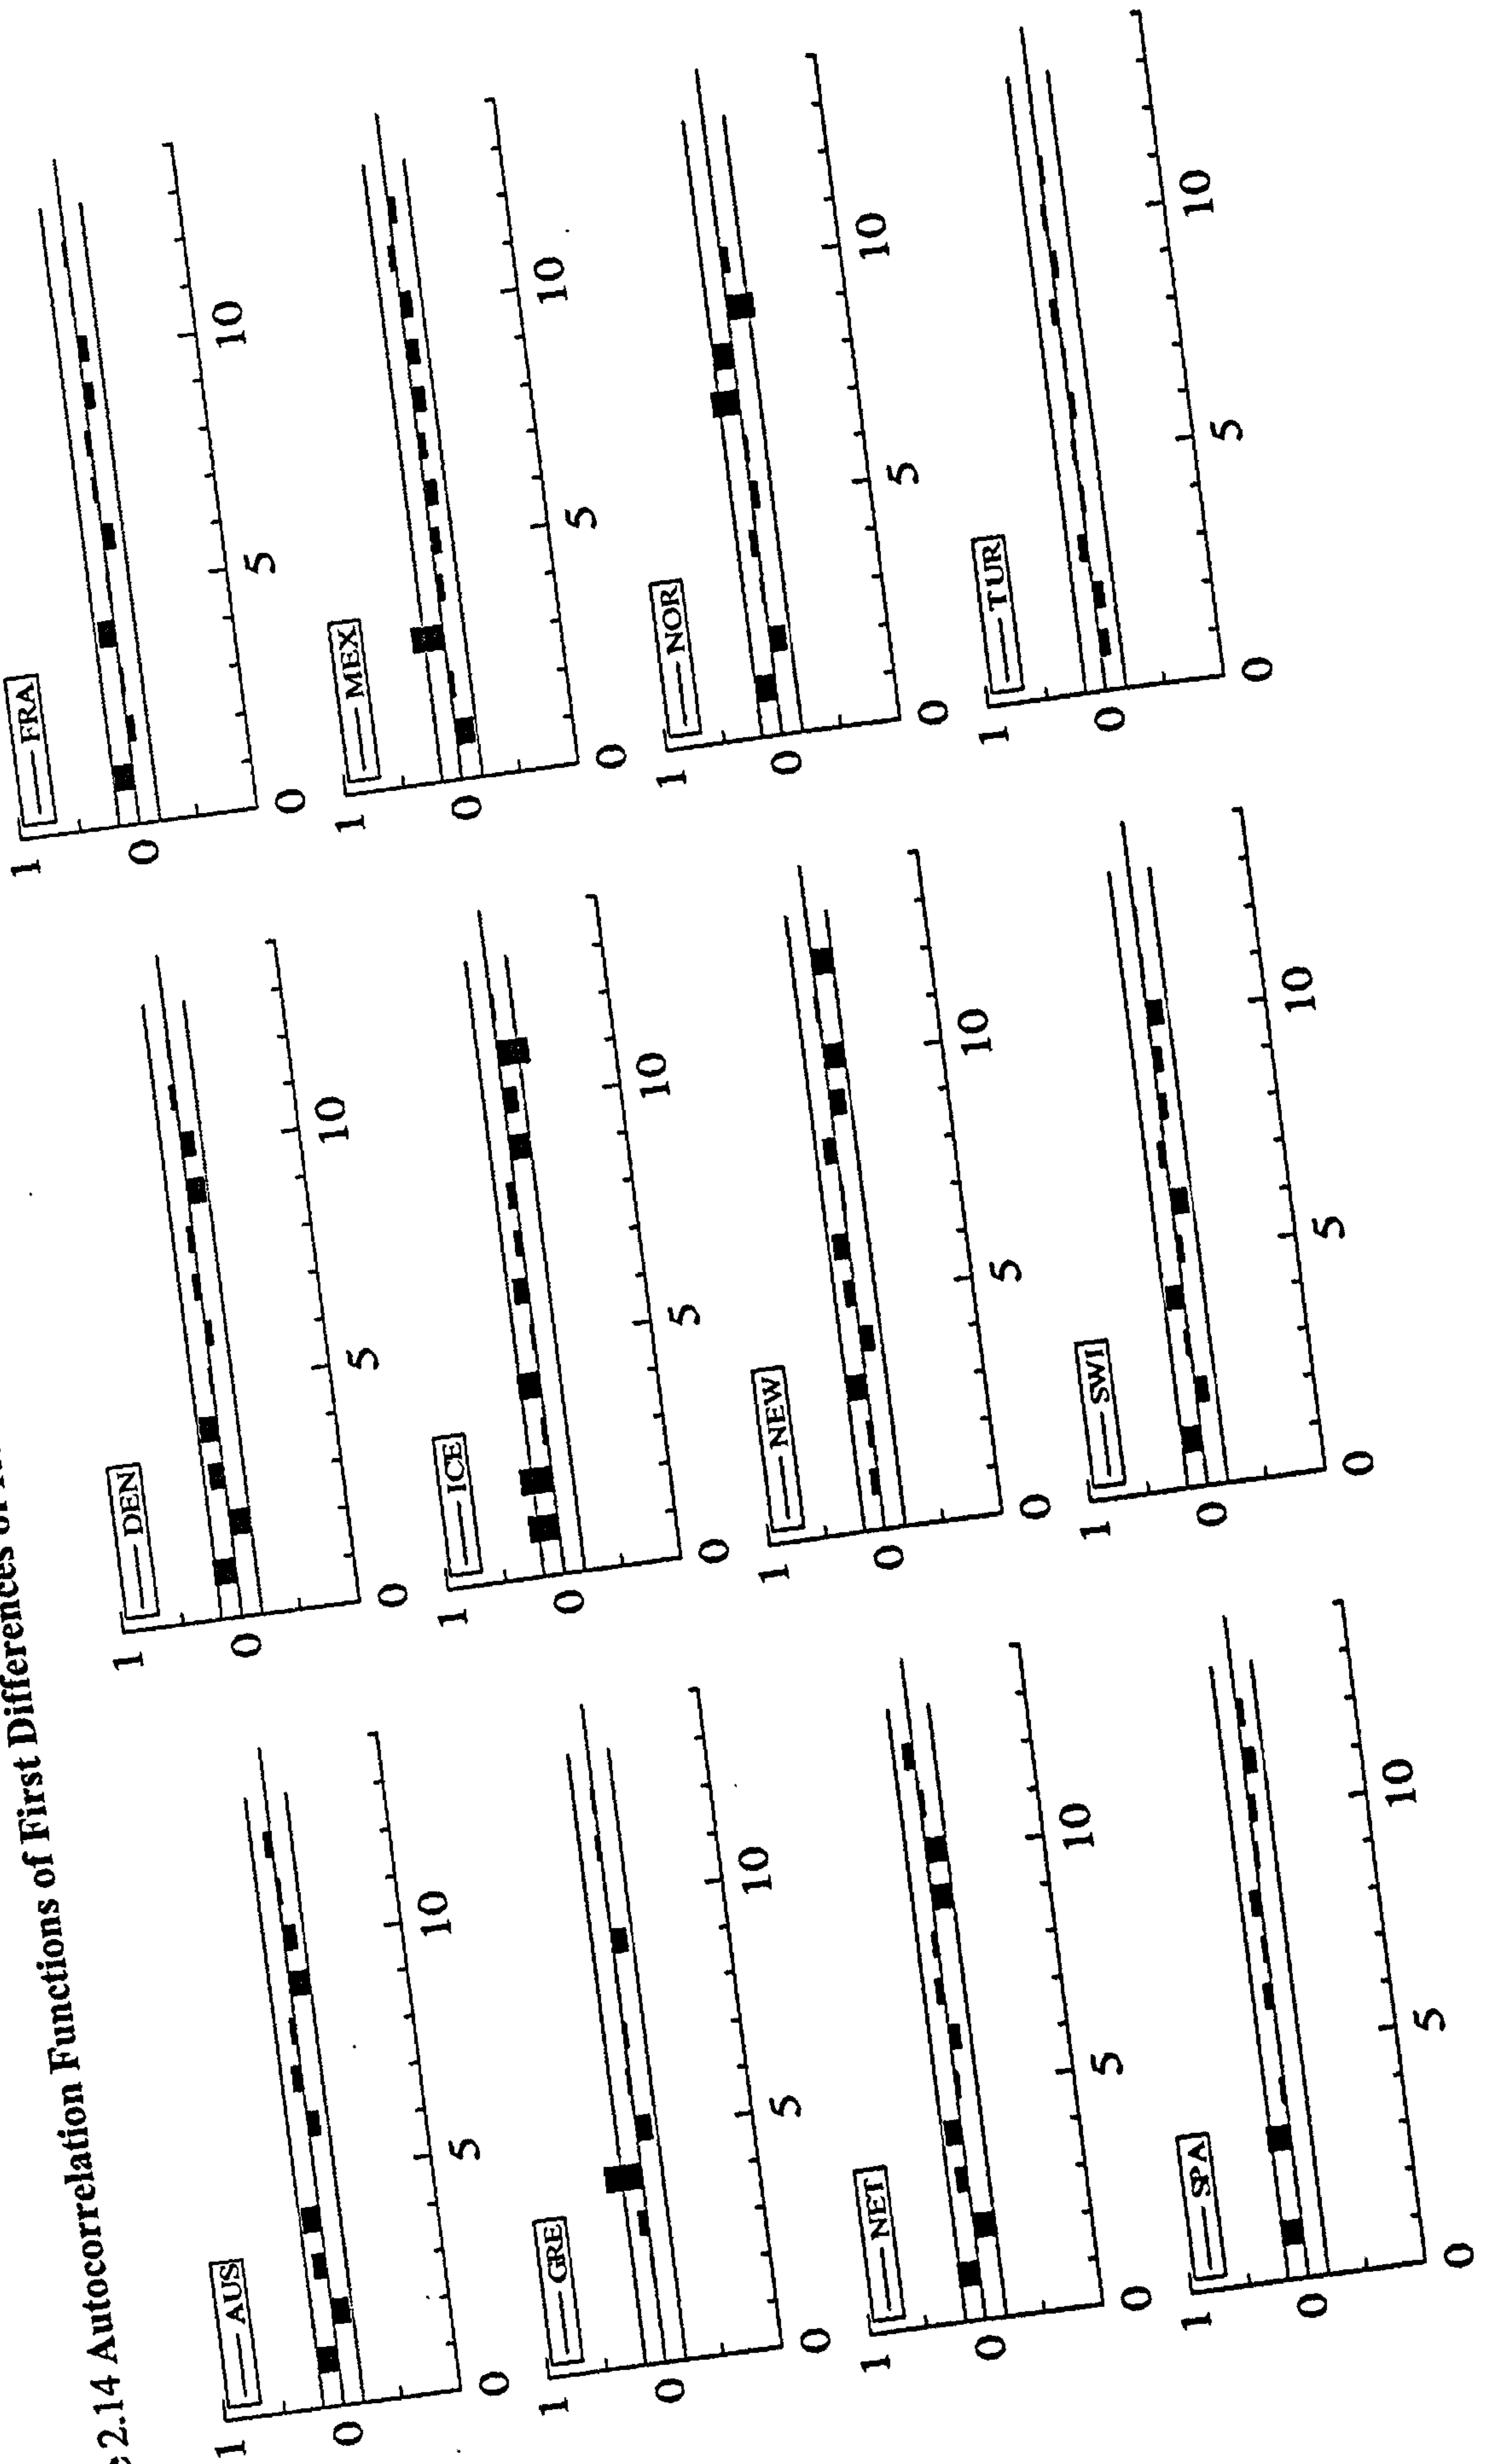 2.14 Autocorrelation Functions of First Differences of
1
AUS
0
0 5 10
1
DEN
0
0 5 10
1
FRA
0
0 5 10
1
GRE
0
0 5 10
1
ICE
0
0 5 10
1
MEX
0
0 5 10
1
NET
0
0 5 10
1
NEW
0
0 5 10
1
NOR
0
0 5 10
1
SPA
0
0 5 10
1
SWI
0
0 5 10
1
TUR
0
0 5 10